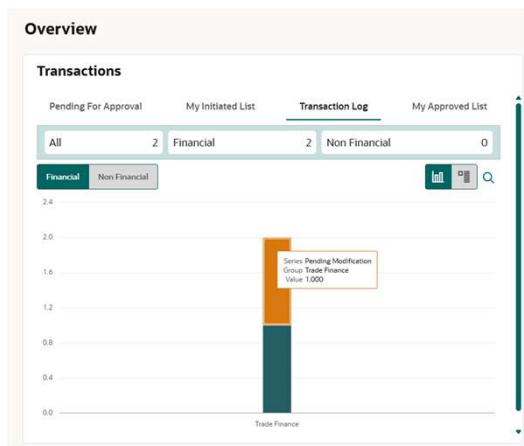 Overview
Transactions
Pending For Approval My Initiated List Transaction Log My Approved List
All 2 Financial 2 Non Financial 0
Financial Non Financial
2.4
2.0
Series Pending Modification
Group Trade Finance
Value 1.000
1.6
1.2
0.8
0.4
0.0
Trade Finance